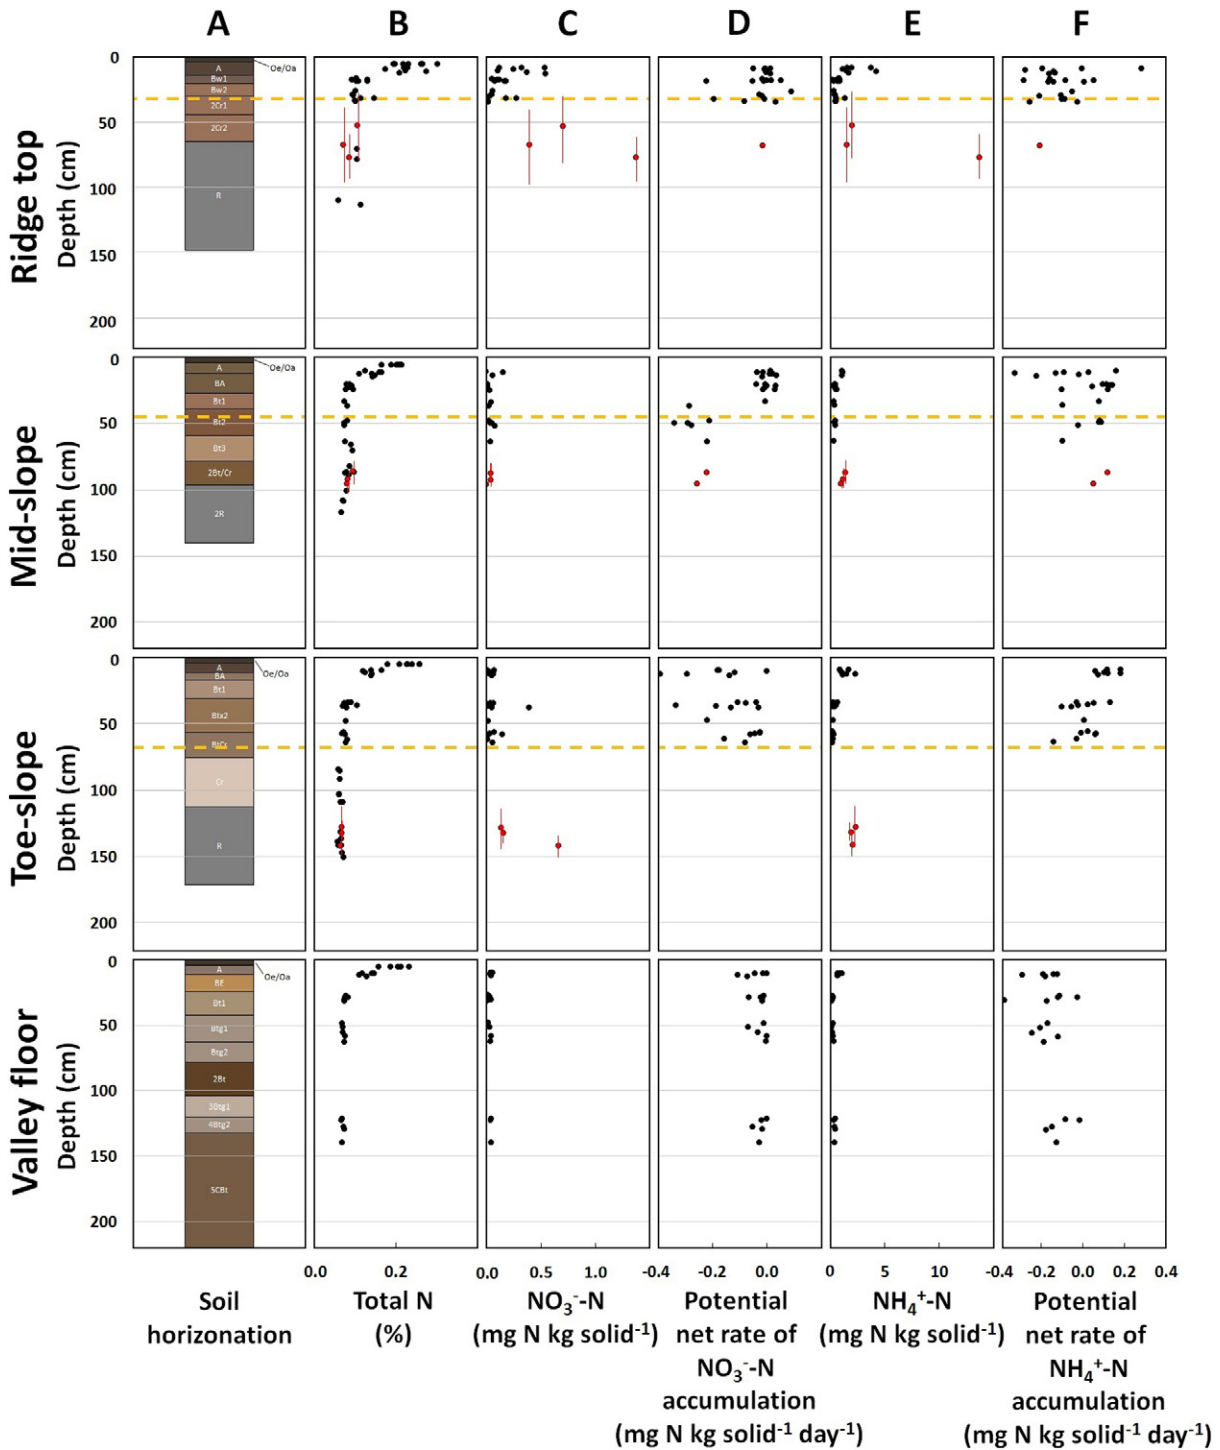 A B C D E F
Ridge top
Depth (cm)
0
50
100
150
200
Oe/Oa
A
Bw1
Bw2
2Cr1
2Cr2
R
Mid-slope
Depth (cm)
0
50
100
150
200
Oe/Oa
A
BA
Bt1
Bt2
Bt3
2Bt/Cr
2R
Toe-slope
Depth (cm)
0
50
100
150
200
Oe/Oa
A
BA
Bt1
Btx2
BtCr
Cr
R
Valley floor
Depth (cm)
0
50
100
150
200
Oe/Oa
A
BE
Bt1
Btg1
Btg2
2Bt
3Btg1
4Btg2
5CBt
0.0 0.2
0.0 0.5 1.0
-0.4 -0.2 0.0
0 5 10
-0.4 -0.2 0.0 0.2 0.4
Soil
horizonation
Total N
(%)
NO₃⁻-N
(mg N kg solid⁻¹)
Potential
net rate of
NO₃⁻-N
accumulation
(mg N kg solid⁻¹ day⁻¹)
NH₄⁺-N
(mg N kg solid⁻¹)
Potential
net rate of
NH₄⁺-N
accumulation
(mg N kg solid⁻¹ day⁻¹)